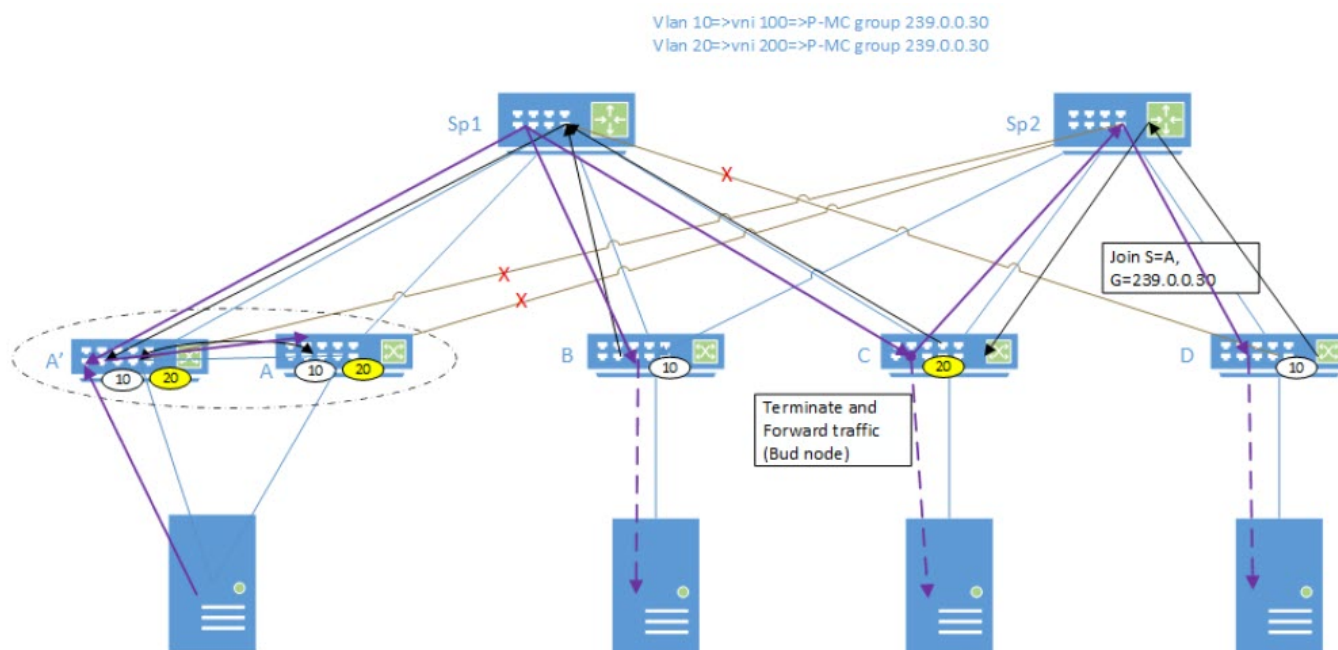 Vlan 10=>vni 100=>P-MC group 239.0.0.30
Vlan 20=>vni 200=>P-MC group 239.0.0.30
Sp1
Sp2
X
X
X
Join S=A,
G=239.0.0.30
A'
10
20
A
10
20
B
10
C
20
D
10
Terminate and
Forward traffic
(Bud node)